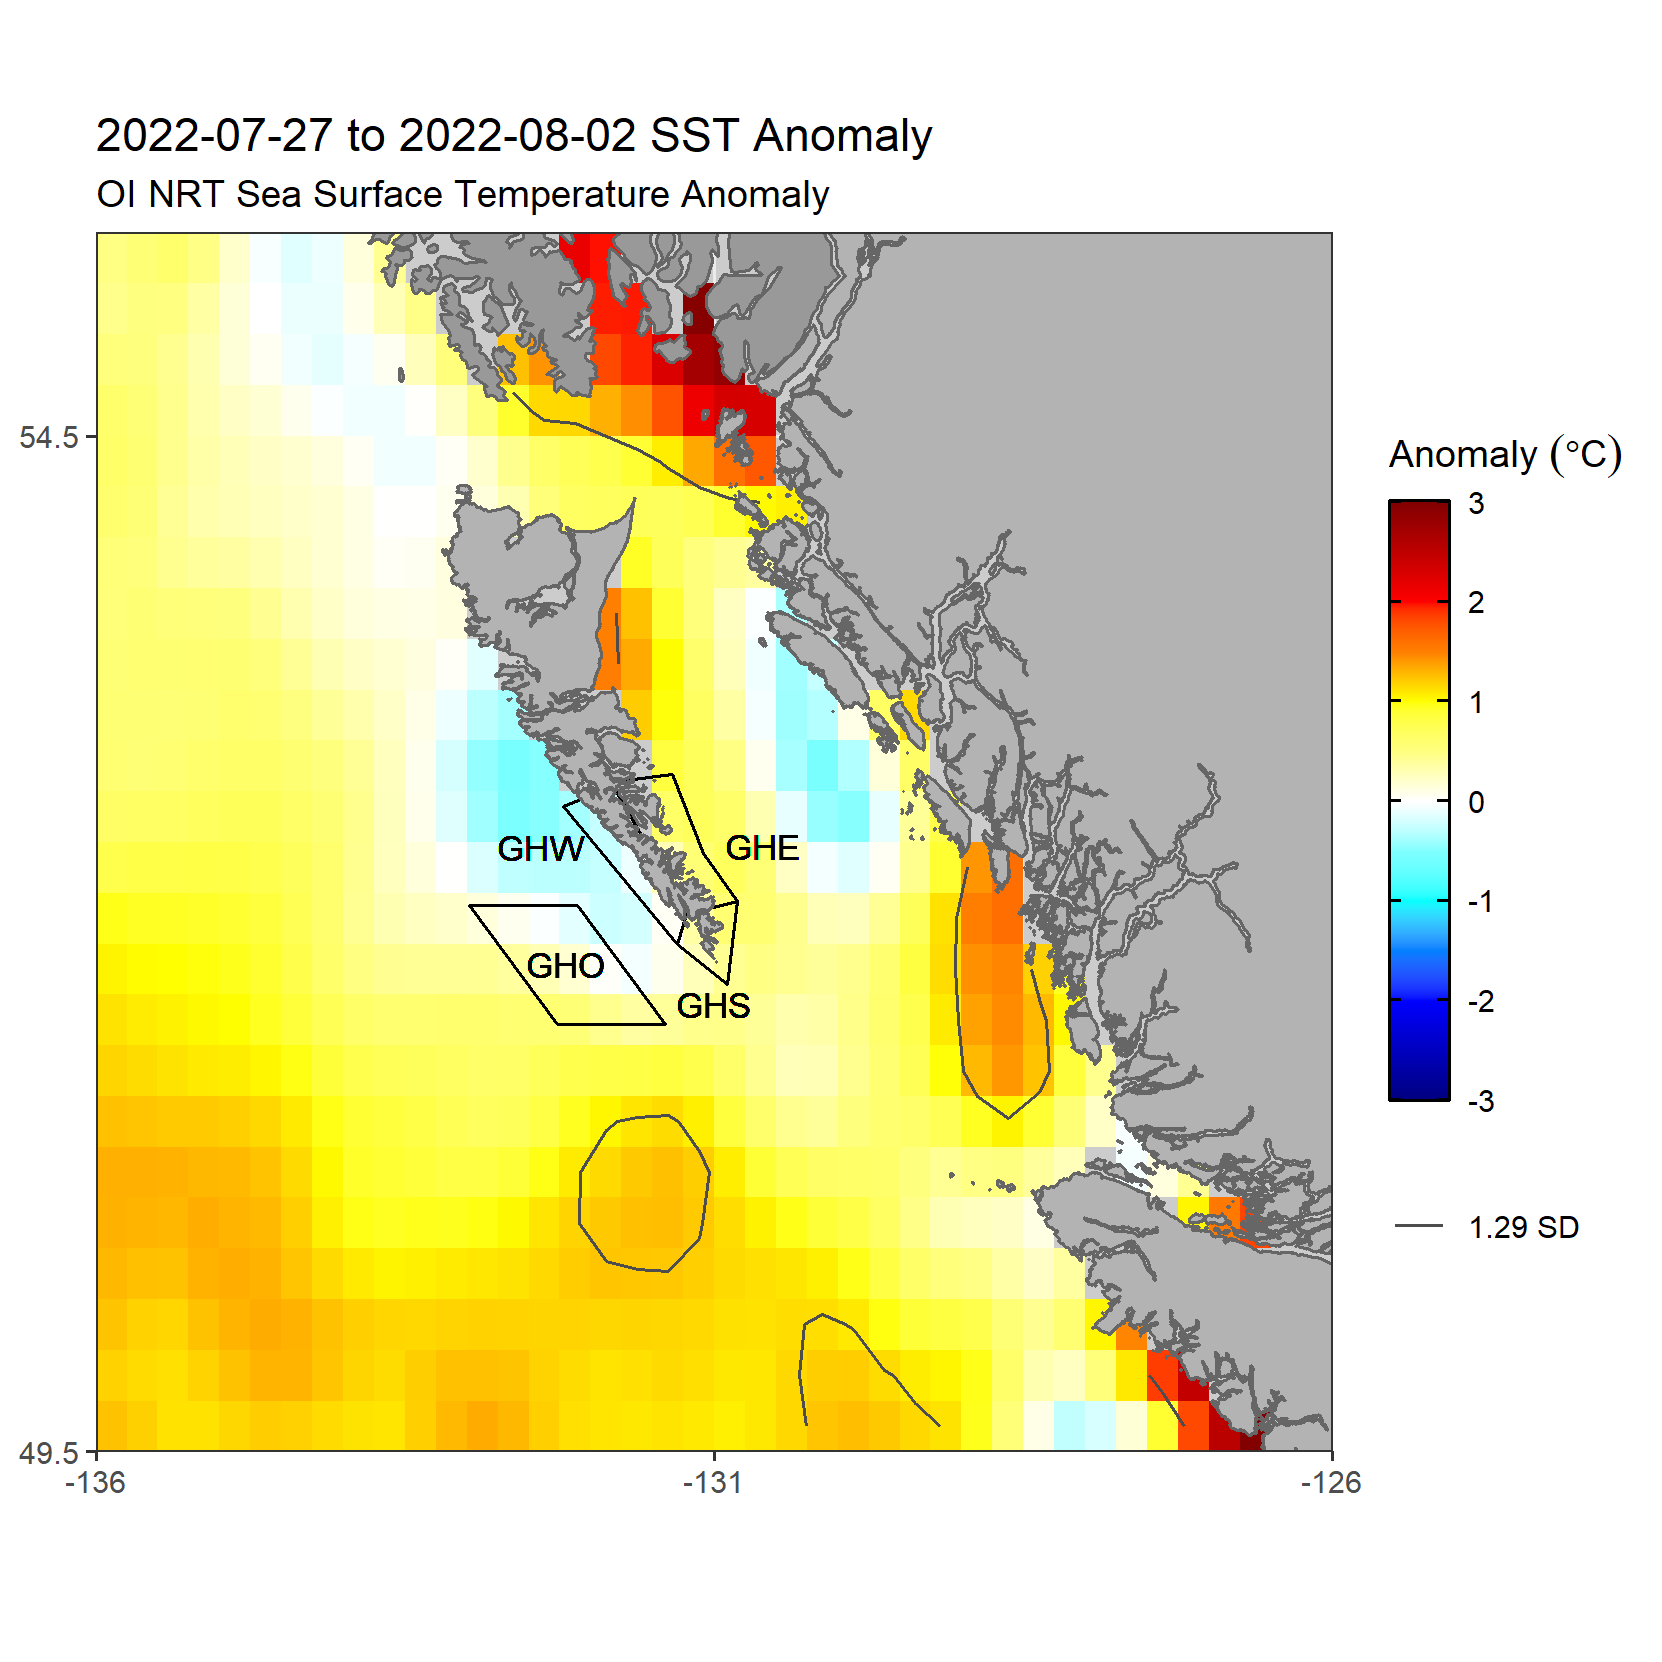 2022-07-27 to 2022-08-02 SST Anomaly
OI NRT Sea Surface Temperature Anomaly
54.5
49.5
-136
-131
-126
GHW
GHE
GHO
GHS
Anomaly (°C)
3
2
1
0
-1
-2
-3
1.29 SD